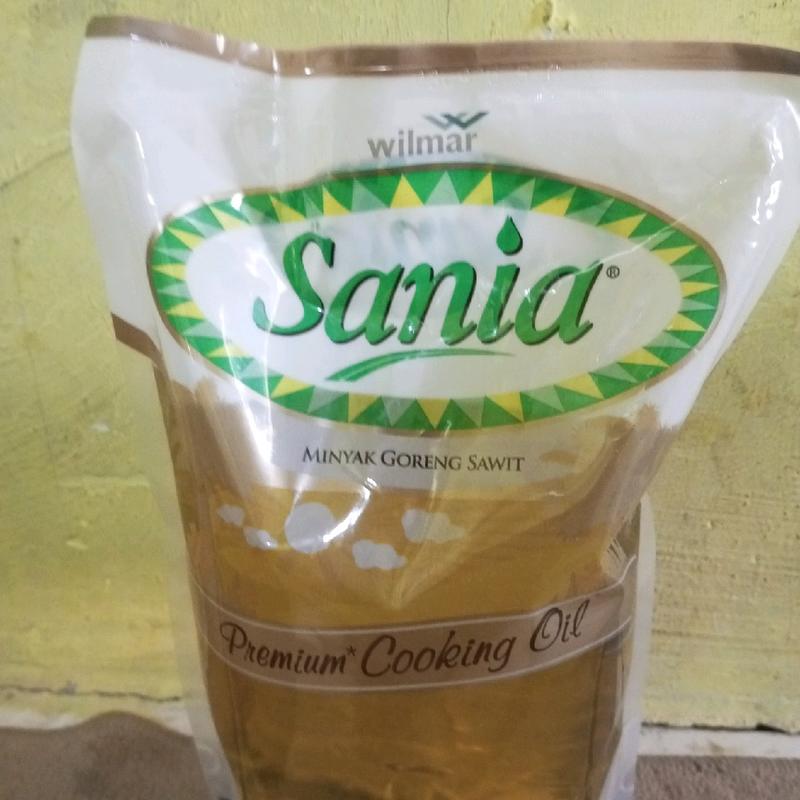 wilmar
Sania®
MINYAK GORENG SAWIT
Premium* Cooking Oil